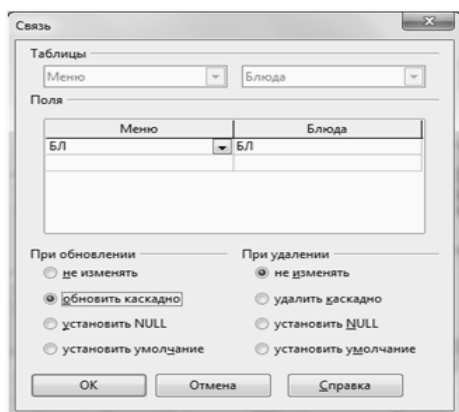 Связь
Таблицы
Меню
Блюда
Поля
Меню Блюда
БЛ БЛ
При обновлении При удалении
не изменять не изменять
обновить каскадно удалить каскадно
установить NULL установить NULL
установить умолчание установить умолчание
OK Отмена Справка